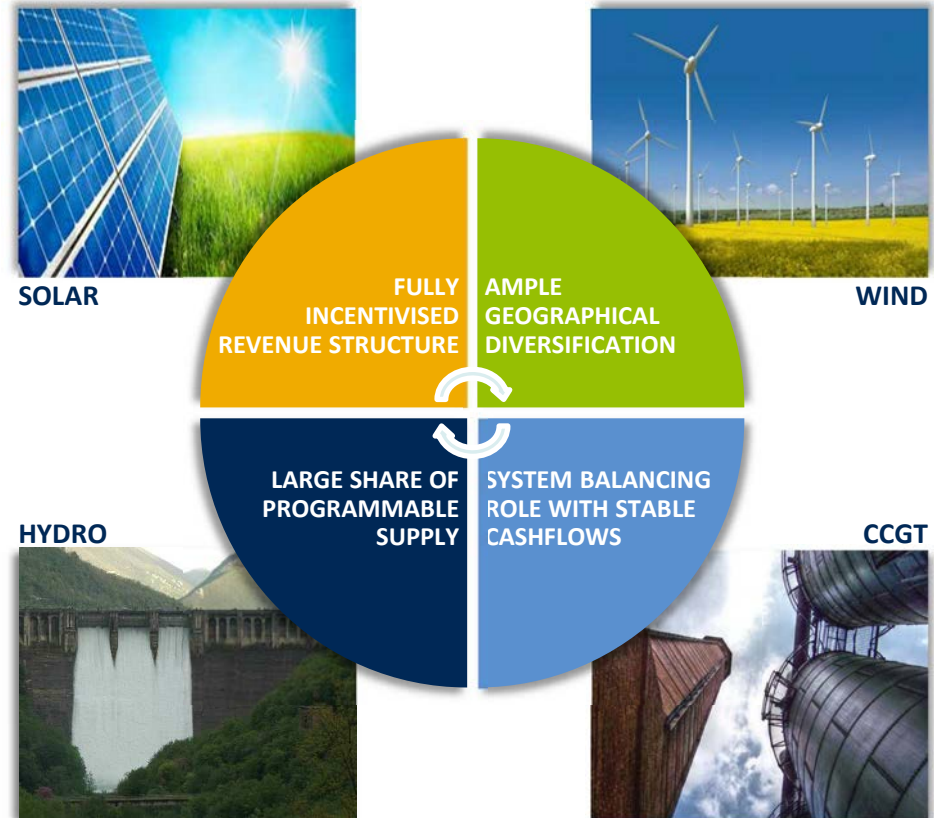 SOLAR
WIND
FULLY
INCENTIVISED
REVENUE STRUCTURE
AMPLE
GEOGRAPHICAL
DIVERSIFICATION
LARGE SHARE OF
PROGRAMMABLE
SUPPLY
SYSTEM BALANCING
ROLE WITH STABLE
CASHFLOWS
HYDRO
CCGT